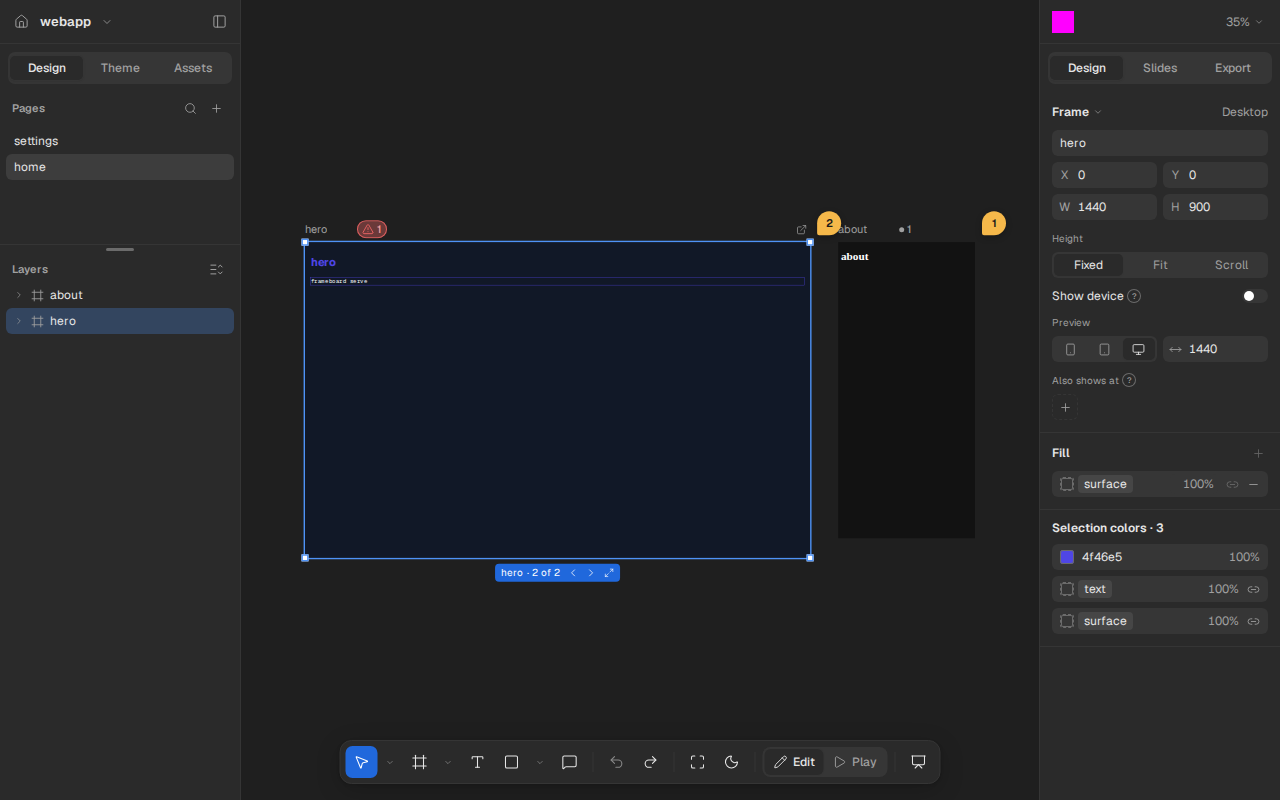 webapp
35%
Design
Theme
Assets
Design
Slides
Export
Pages
settings
home
Layers
about
hero
hero
1
2
about
1
1
hero
frameboard serve
about
hero · 2 of 2
Edit
Play
Frame
Desktop
hero
X 0
Y 0
W 1440
H 900
Height
Fixed
Fit
Scroll
Show device ?
Preview
1440
Also shows at ?
Fill
surface 100%
Selection colors · 3
4f46e5 100%
text 100%
surface 100%